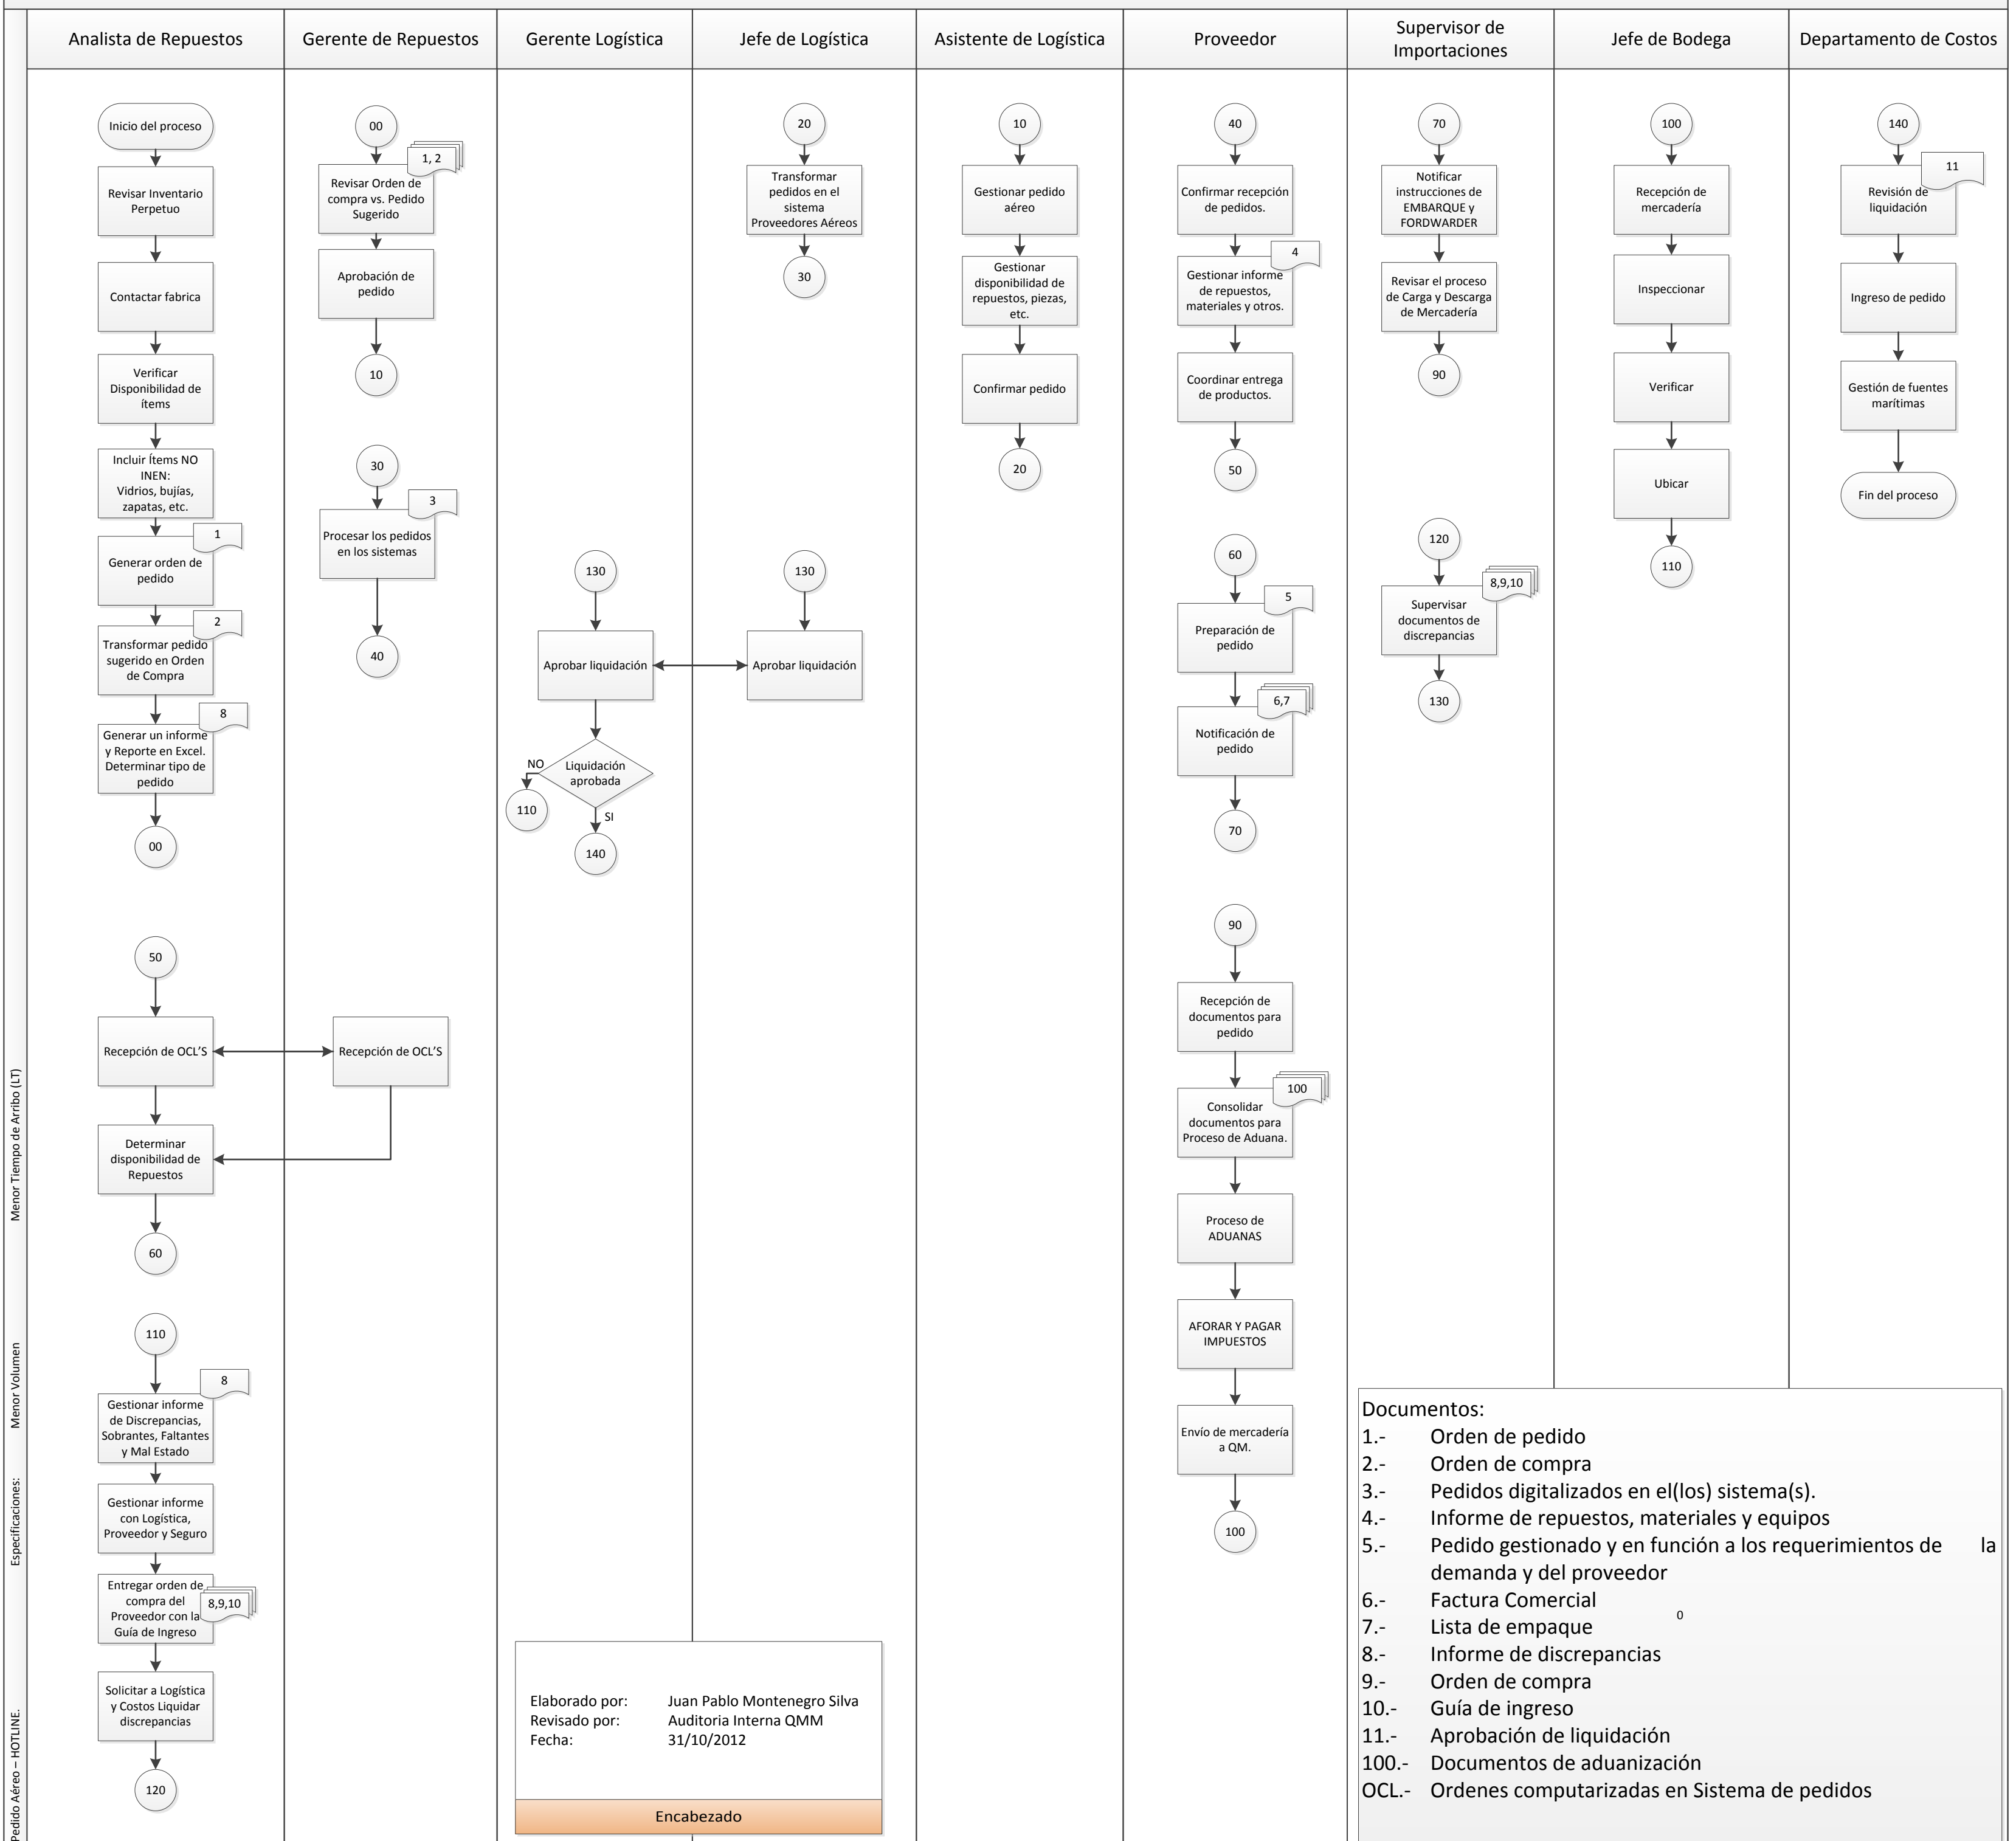 Analista de Repuestos
Gerente de Repuestos
Gerente Logística
Jefe de Logística
Asistente de Logística
Proveedor
Supervisor de
Importaciones
Jefe de Bodega
Departamento de Costos
Inicio del proceso
Revisar Inventario
Perpetuo
Contactar fabrica
Verificar
Disponibilidad de
ítems
Incluir Ítems NO
INEN:
Vidrios, bujías,
zapatas, etc.
1
Generar orden de
pedido
2
Transformar pedido
sugerido en Orden
de Compra
8
Generar un informe
y Reporte en Excel.
Determinar tipo de
pedido
00
50
Recepción de OCL'S
Determinar
disponibilidad de
Repuestos
60
110
8
Gestionar informe
de Discrepancias,
Sobrantes, Faltantes
y Mal Estado
Gestionar informe
con Logística,
Proveedor y Seguro
Entregar orden de
compra del
Proveedor con la
Guía de Ingreso
8,9,10
Solicitar a Logística
y Costos Liquidar
discrepancias
120
00
1, 2
Revisar Orden de
compra vs. Pedido
Sugerido
Aprobación de
pedido
10
30
3
Procesar los pedidos
en los sistemas
40
Recepción de OCL'S
130
Aprobar liquidación
Liquidación
aprobada
NO
110
SI
140
20
Transformar
pedidos en el
sistema
Proveedores Aéreos
30
130
Aprobar liquidación
10
Gestionar pedido
aéreo
Gestionar
disponibilidad de
repuestos, piezas,
etc.
Confirmar pedido
20
40
Confirmar recepción
de pedidos.
4
Gestionar informe
de repuestos,
materiales y otros.
Coordinar entrega
de productos.
50
60
5
Preparación de
pedido
6,7
Notificación de
pedido
70
90
Recepción de
documentos para
pedido
100
Consolidar
documentos para
Proceso de Aduana.
Proceso de
ADUANAS
AFORAR Y PAGAR
IMPUESTOS
Envío de mercadería
a QM.
100
70
Notificar
instrucciones de
EMBARQUE y
FORDWARDER
Revisar el proceso
de Carga y Descarga
de Mercadería
90
120
8,9,10
Supervisar
documentos de
discrepancias
130
100
Recepción de
mercadería
Inspeccionar
Verificar
Ubicar
110
140
11
Revisión de
liquidación
Ingreso de pedido
Gestión de fuentes
marítimas
Fin del proceso
Pedido Aéreo – HOTLINE. Especificaciones: Menor Volumen Menor Tiempo de Arribo (LT)
Elaborado por: Juan Pablo Montenegro Silva
Revisado por: Auditoria Interna QMM
Fecha: 31/10/2012
Encabezado
Documentos:
1.- Orden de pedido
2.- Orden de compra
3.- Pedidos digitalizados en el(los) sistema(s).
4.- Informe de repuestos, materiales y equipos
5.- Pedido gestionado y en función a los requerimientos de la
demanda y del proveedor
6.- Factura Comercial
0
7.- Lista de empaque
8.- Informe de discrepancias
9.- Orden de compra
10.- Guía de ingreso
11.- Aprobación de liquidación
100.- Documentos de aduanización
OCL.- Ordenes computarizadas en Sistema de pedidos